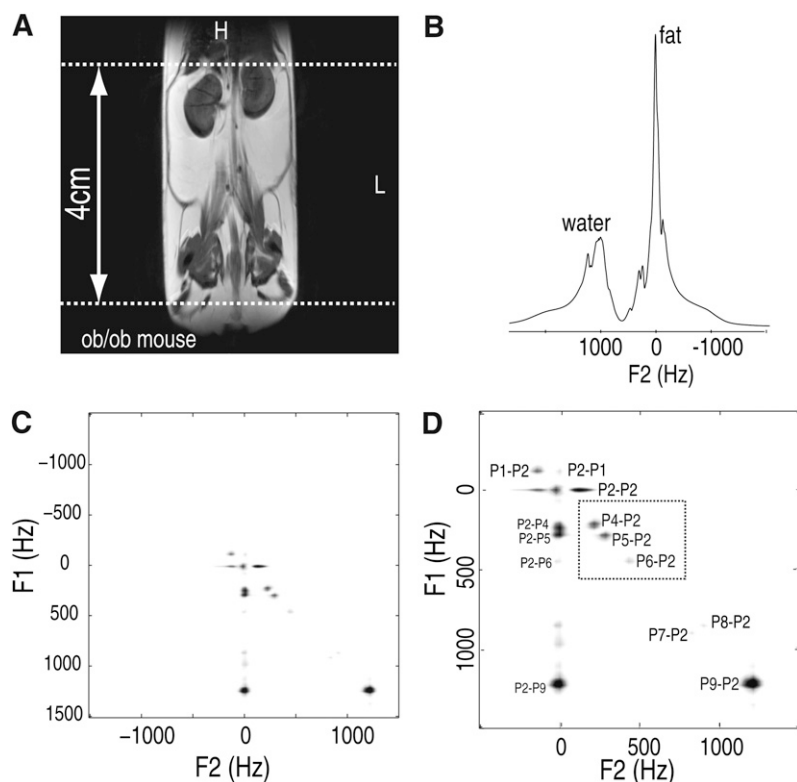 A
H
4cm
L
ob/ob mouse
B
fat
water
1000 0 -1000
F2 (Hz)
C
-1000
-500
0
500
1000
1500
F1 (Hz)
-1000 0 1000
F2 (Hz)
D
P1-P2 P2-P1
0
P2-P2
P2-P4 P4-P2
P2-P5 P5-P2
P2-P6 P6-P2
500
P8-P2
P7-P2
1000
P2-P9 P9-P2
F1 (Hz)
0 500 1000
F2 (Hz)